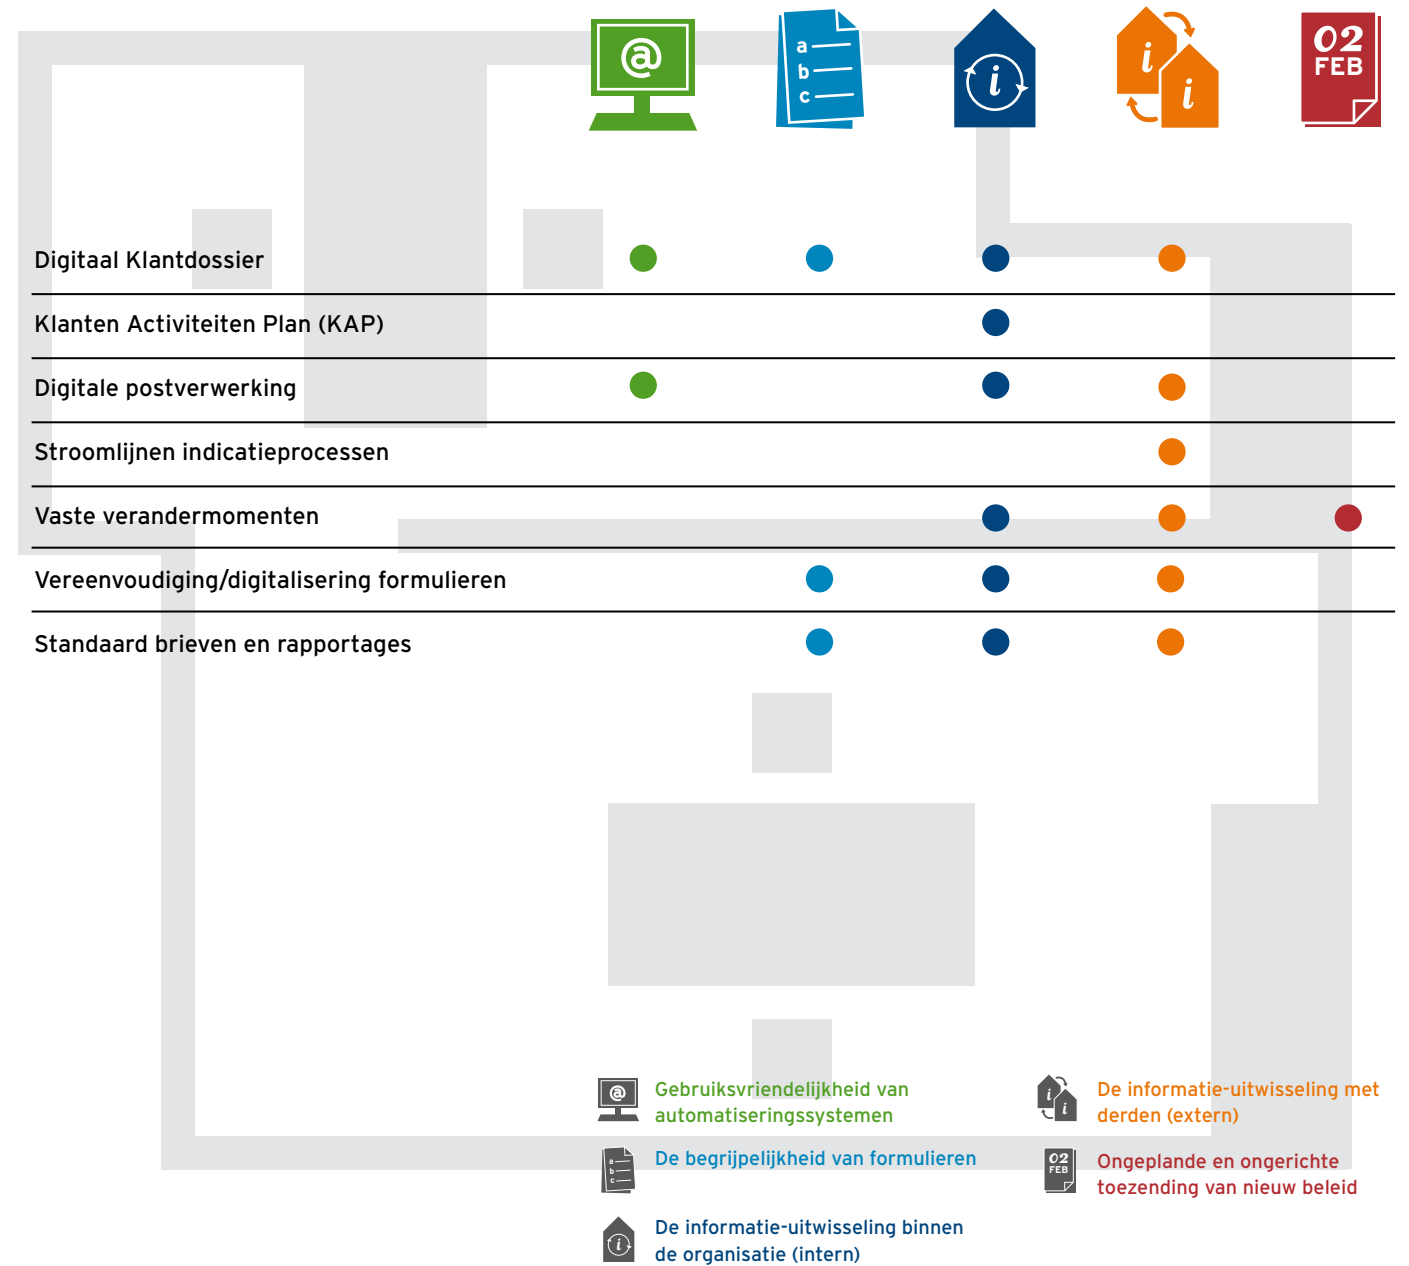 @
a
b
c
i
i
i
02
FEB
Digitaal Klantdossier
Klanten Activiteiten Plan (KAP)
Digitale postverwerking
Stroomlijnen indicatieprocessen
Vaste verandermomenten
Vereenvoudiging/digitalisering formulieren
Standaard brieven en rapportages
@
Gebruiksvriendelijkheid van
automatiseringssystemen
a
b
c
De begrijpelijkheid van formulieren
i
De informatie-uitwisseling binnen
de organisatie (intern)
i
i
De informatie-uitwisseling met
derden (extern)
02
FEB
Ongeplande en ongerichte
toezending van nieuw beleid